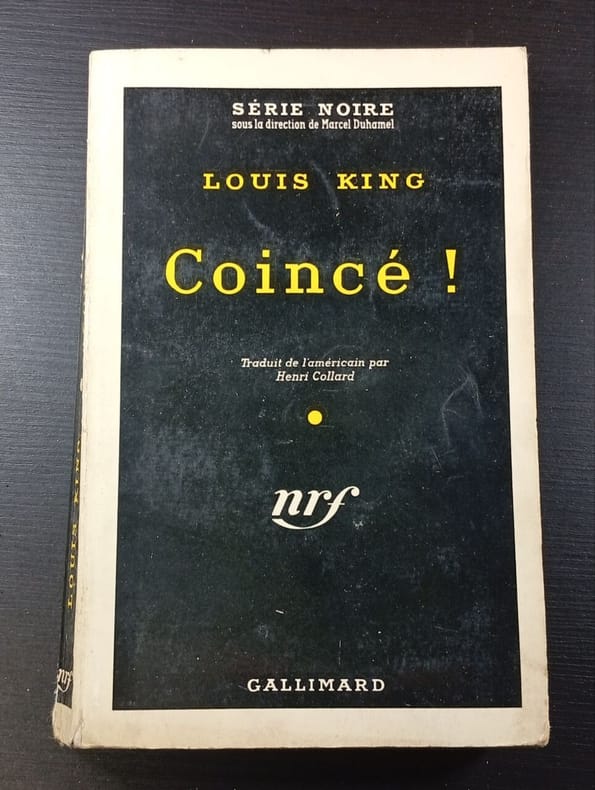 SÉRIE NOIRE
sous la direction de Marcel Duhamel
LOUIS KING
Coincé !
Traduit de l'américain par
Henri Collard
nrf
GALLIMARD
LOUIS KING
nrf